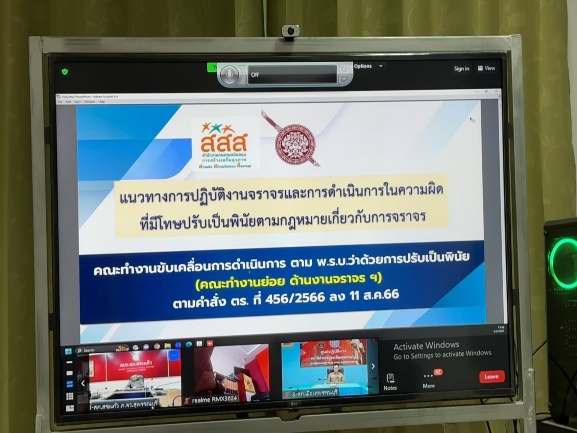 Off
Options
Sign in
View
สสส
แนวทางการปฏิบัติงานจราจรและการดำเนินการในความผิด
ที่มีโทษปรับเป็นพินัยตามกฎหมายเกี่ยวกับการจราจร
คณะทำงานขับเคลื่อนการดำเนินการ ตาม พ.ร.บ.ว่าด้วยการปรับเป็นพินัย
(คณะทำงานย่อย ด้านงานจราจร ฯ)
ตามคำสั่ง ตร. ที่ 456/2566 ลง 11 ส.ค.66
Activate Windows
Go to Settings to activate Windows.
realme RMX3624
Notes
More
Leave